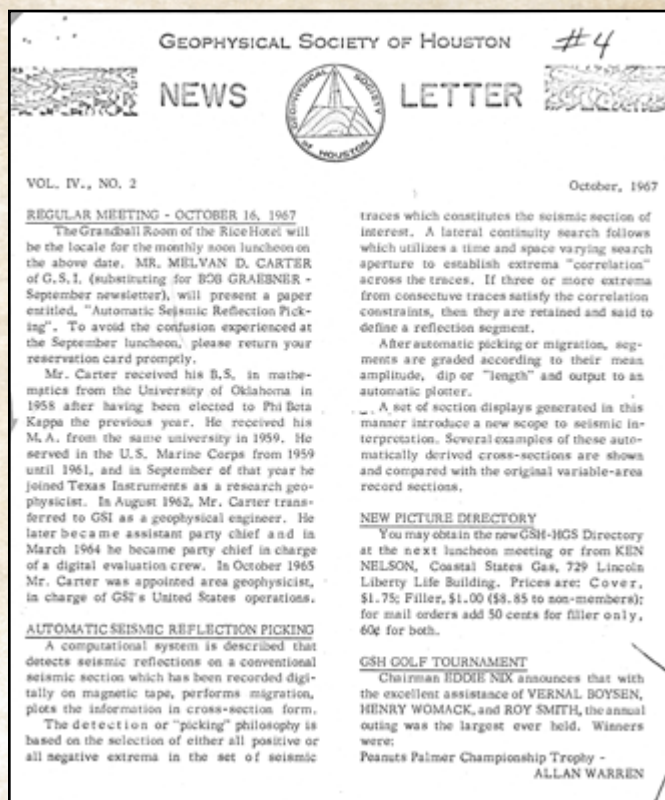 GEOPHYSICAL SOCIETY OF HOUSTON
#4
NEWS LETTER
GEOPHYSICAL SOCIETY of HOUSTON
VOL. IV., NO. 2
October, 1967
REGULAR MEETING - OCTOBER 16, 1967
The Grandball Room of the Rice Hotel will
be the locale for the monthly noon luncheon on
the above date. MR. MELVAN D. CARTER
of G.S.I. (substituting for BOB GRAEBNER -
September newsletter), will present a paper
entitled, "Automatic Seismic Reflection Pick-
ing". To avoid the confusion experienced at
the September luncheon, please return your
reservation card promptly.
Mr. Carter received his B.S. in mathe-
matics from the University of Oklahoma in
1958 after having been elected to Phi Beta
Kappa the previous year. He received his
M.A. from the same university in 1959. He
served in the U.S. Marine Corps from 1959
until 1961, and in September of that year he
joined Texas Instruments as a research geo-
physicist. In August 1962, Mr. Carter trans-
ferred to GSI as a geophysical engineer. He
later became assistant party chief and in
March 1964 he became party chief in charge
of a digital evaluation crew. In October 1965
Mr. Carter was appointed area geophysicist,
in charge of GSI's United States operations.
AUTOMATIC SEISMIC REFLECTION PICKING
A computational system is described that
detects seismic reflections on a conventional
seismic section which has been recorded digi-
tally on magnetic tape, performs migration,
plots the information in cross-section form.
The detection or "picking" philosophy is
based on the selection of either all positive or
all negative extrema in the set of seismic
traces which constitutes the seismic section of
interest. A lateral continuity search follows
which utilizes a time and space varying search
aperture to establish extrema "correlation"
across the traces. If three or more extrema
from consectuve traces satisfy the correlation
constraints, then they are retained and said to
define a reflection segment.
After automatic picking or migration, seg-
ments are graded according to their mean
amplitude, dip or "length" and output to an
automatic plotter.
A set of section displays generated in this
manner introduce a new scope to seismic in-
terpretation. Several examples of these auto-
matically derived cross-sections are shown
and compared with the original variable-area
record sections.
NEW PICTURE DIRECTORY
You may obtain the new GSH-HGS Directory
at the next luncheon meeting or from KEN
NELSON, Coastal States Gas, 729 Lincoln
Liberty Life Building. Prices are: Cover,
$1.75; Filler, $1.00 ($8.85 to non-members);
for mail orders add 50 cents for filler only,
60¢ for both.
GSH GOLF TOURNAMENT
Chairman EDDIE NIX announces that with
the excellent assistance of VERNAL BOYSEN,
HENRY WOMACK, and ROY SMITH, the annual
outing was the largest ever held. Winners
were:
Peanuts Palmer Championship Trophy -
ALLAN WARREN